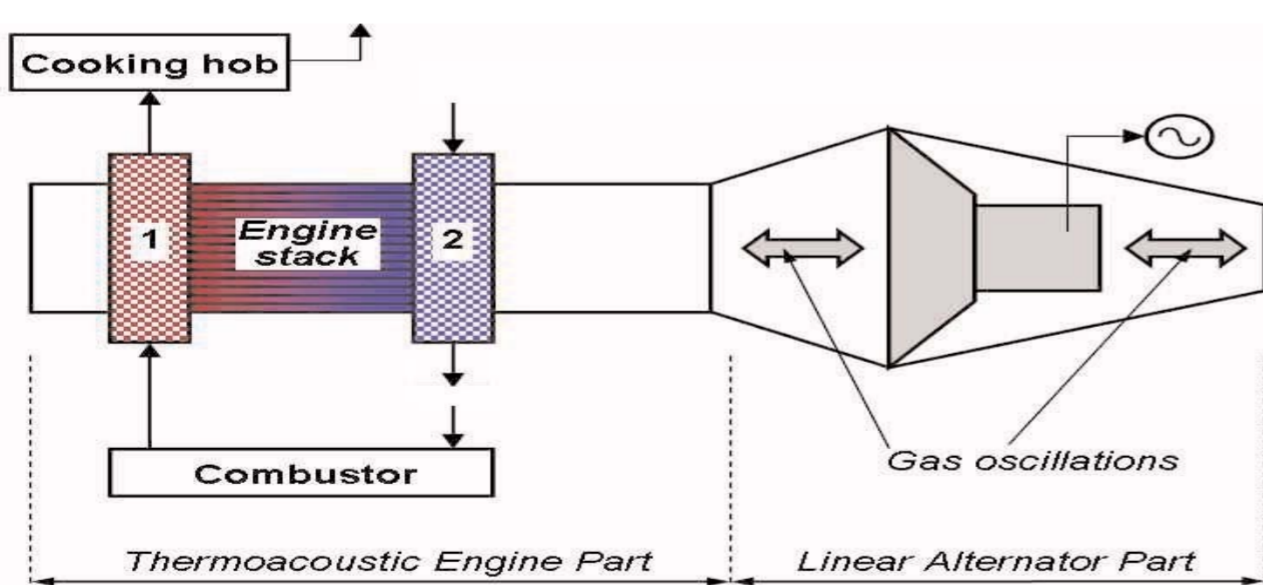 Cooking hob
1
Engine
stack
2
Combustor
Gas oscillations
Thermoacoustic Engine Part
Linear Alternator Part